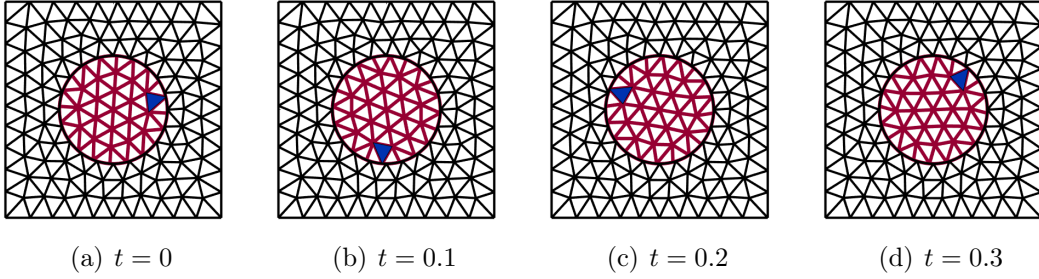 (a) t = 0 (b) t = 0.1 (c) t = 0.2 (d) t = 0.3